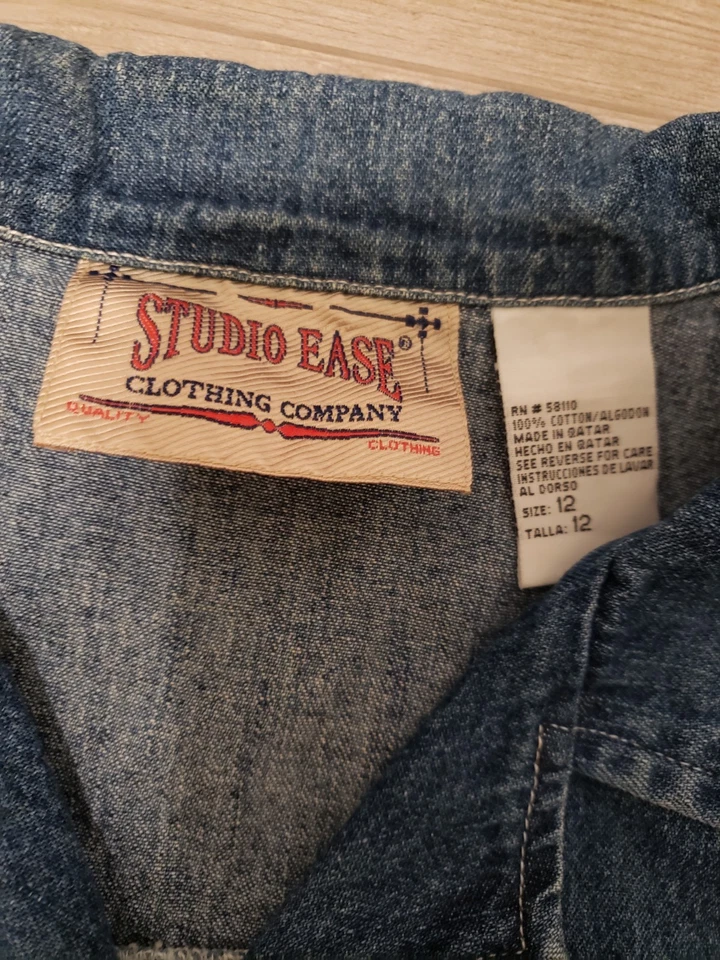 STUDIO EASE®
CLOTHING COMPANY
QUALITY
CLOTHING
RN # 58110
100% COTTON/ALGODON
MADE IN QATAR
HECHO EN QATAR
SEE REVERSE FOR CARE
INSTRUCCIONES DE LAVAR
AL DORSO
SIZE: 12
TALLA: 12